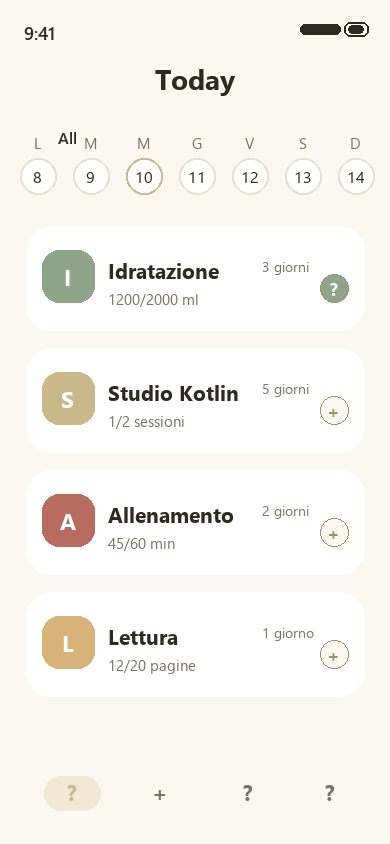 9:41
Today
All
L M M G V S D
8 9 10 11 12 13 14
I Idratazione 3 giorni
1200/2000 ml ?
S Studio Kotlin 5 giorni
1/2 sessioni +
A Allenamento 2 giorni
45/60 min +
L Lettura 1 giorno
12/20 pagine +
? + ? ?